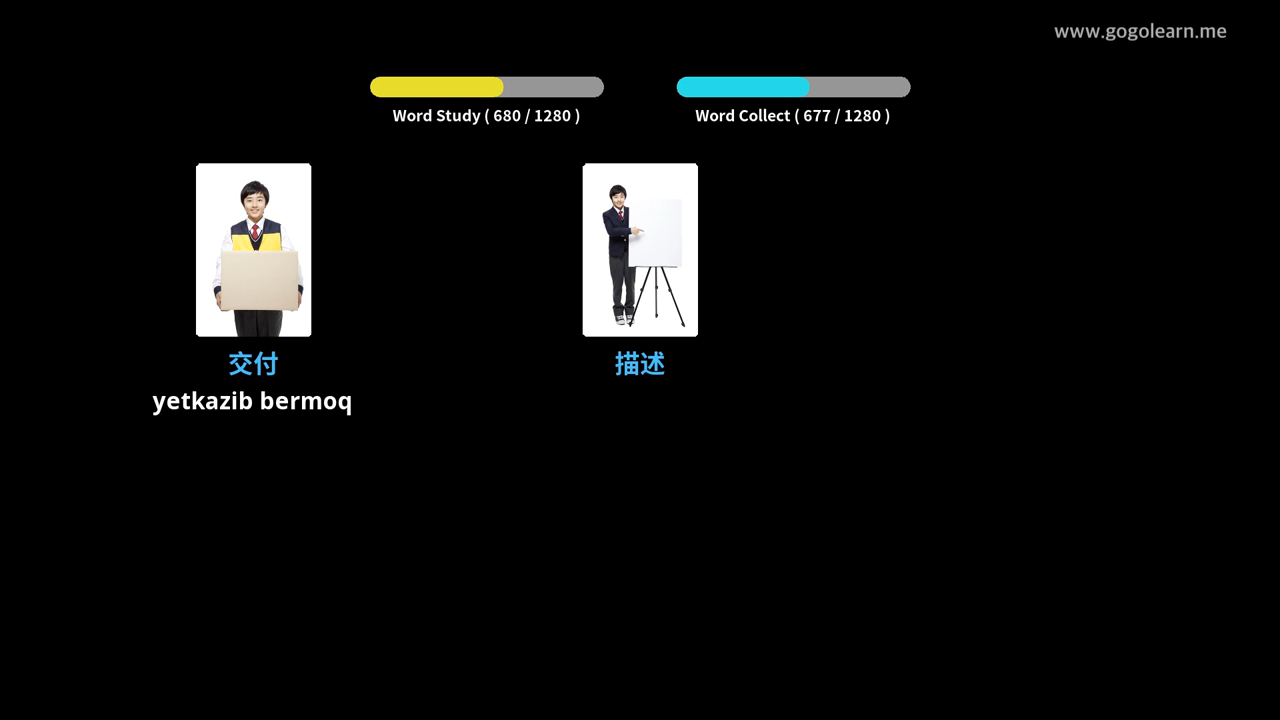 www.gogolearn.me
Word Study ( 680 / 1280 )
Word Collect ( 677 / 1280 )
交付
描述
yetkazib bermoq